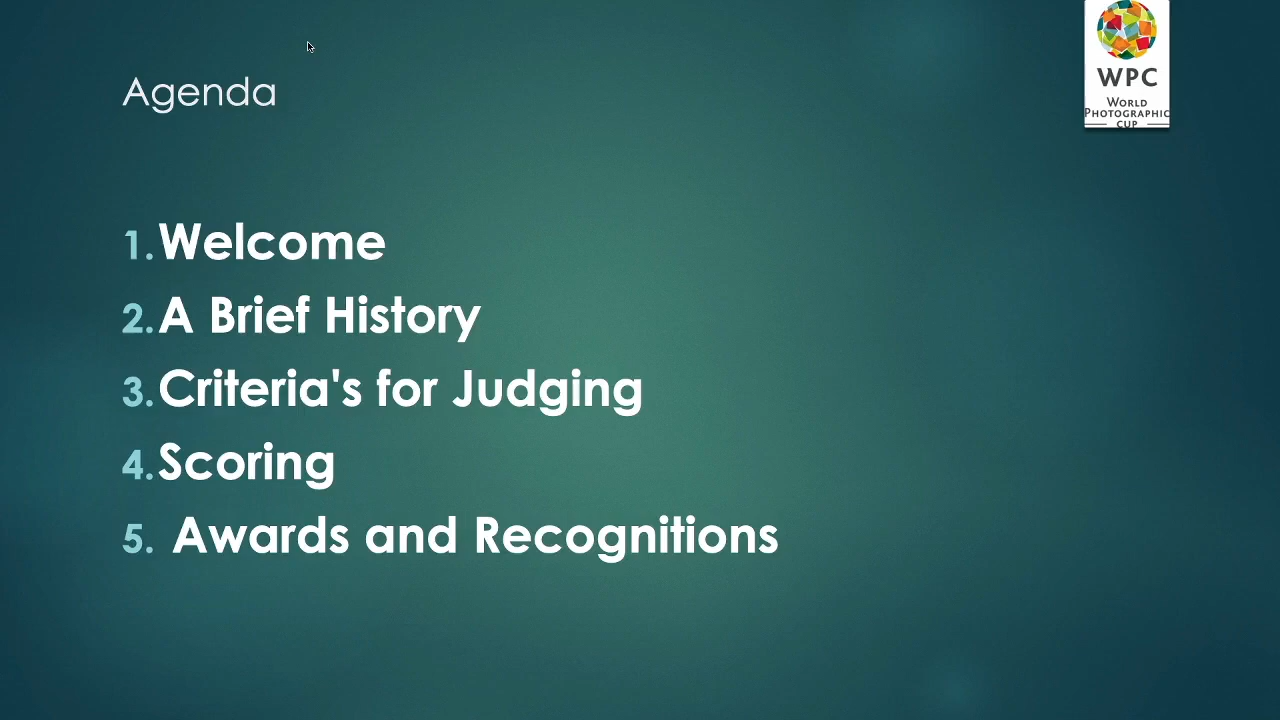 Agenda
WPC
WORLD
PHOTOGRAPHIC
CUP
1. Welcome
2. A Brief History
3. Criteria's for Judging
4. Scoring
5. Awards and Recognitions